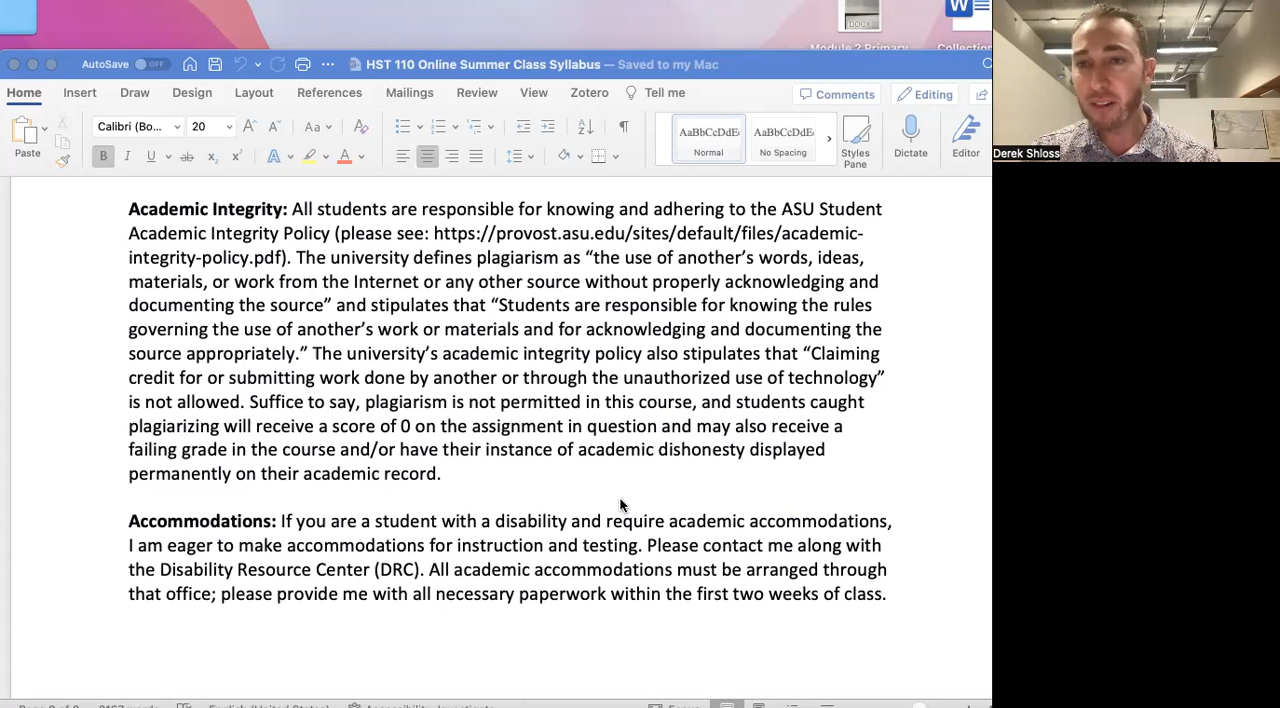 W
DOCX
Module 2 Primary
Collection
AutoSave OFF
HST 110 Online Summer Class Syllabus — Saved to my Mac
Home Insert Draw Design Layout References Mailings Review View Zotero Tell me
Comments Editing
Calibri (Bo... 20 Aa
AaBbCcDdE AaBbCcDdE
Paste B I U ab x₂ x² A A Normal No Spacing Styles Pane Dictate Editor
Derek Shloss
Academic Integrity: All students are responsible for knowing and adhering to the ASU Student
Academic Integrity Policy (please see: https://provost.asu.edu/sites/default/files/academic-
integrity-policy.pdf). The university defines plagiarism as “the use of another’s words, ideas,
materials, or work from the Internet or any other source without properly acknowledging and
documenting the source” and stipulates that “Students are responsible for knowing the rules
governing the use of another’s work or materials and for acknowledging and documenting the
source appropriately.” The university’s academic integrity policy also stipulates that “Claiming
credit for or submitting work done by another or through the unauthorized use of technology”
is not allowed. Suffice to say, plagiarism is not permitted in this course, and students caught
plagiarizing will receive a score of 0 on the assignment in question and may also receive a
failing grade in the course and/or have their instance of academic dishonesty displayed
permanently on their academic record.
Accommodations: If you are a student with a disability and require academic accommodations,
I am eager to make accommodations for instruction and testing. Please contact me along with
the Disability Resource Center (DRC). All academic accommodations must be arranged through
that office; please provide me with all necessary paperwork within the first two weeks of class.